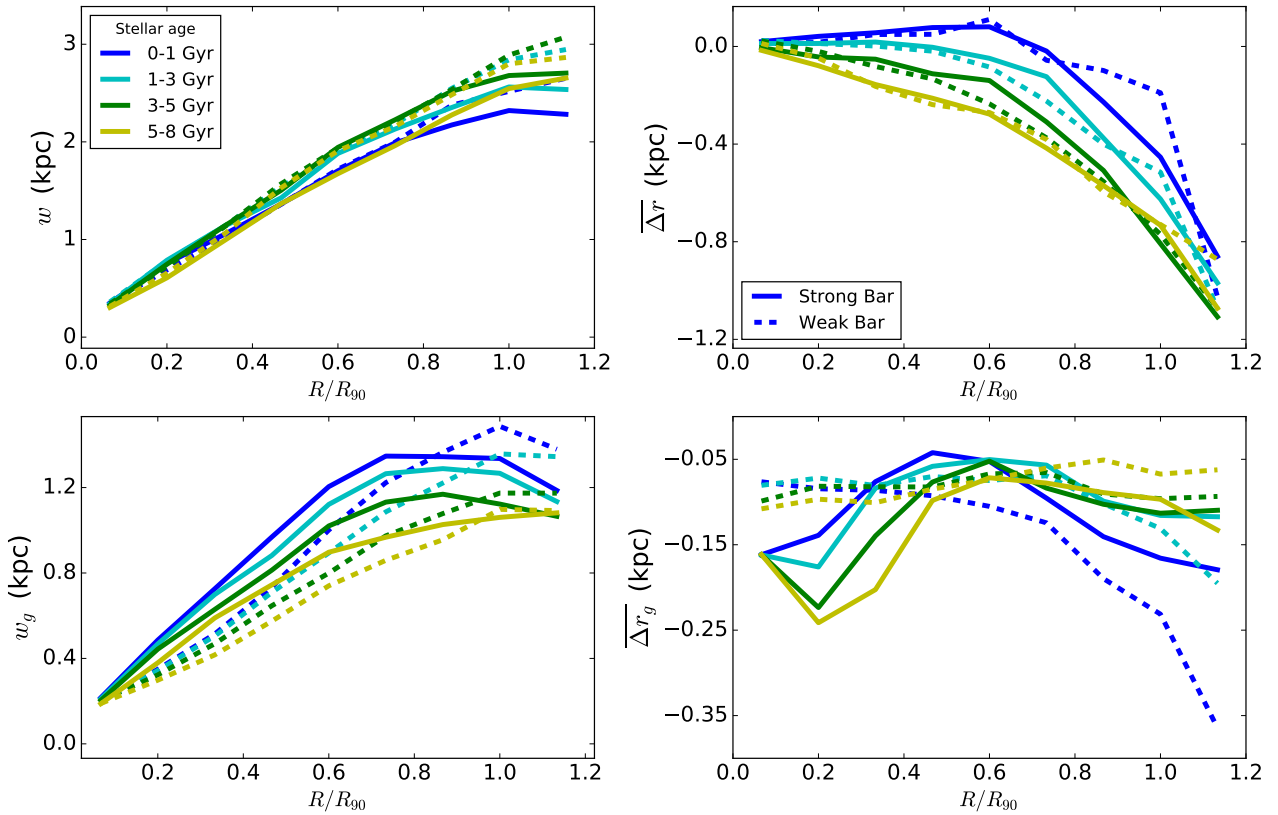 Stellar age
0-1 Gyr
1-3 Gyr
3-5 Gyr
5-8 Gyr
w (kpc)
3
2
1
0
0.0 0.2 0.4 0.6 0.8 1.0 1.2
R/R₉₀
Δr (kpc)
0.0
−0.4
−0.8
−1.2
Strong Bar
Weak Bar
0.0 0.2 0.4 0.6 0.8 1.0 1.2
R/R₉₀
w_g (kpc)
1.2
0.8
0.4
0.0
0.2 0.4 0.6 0.8 1.0 1.2
R/R₉₀
Δr_g (kpc)
−0.05
−0.15
−0.25
−0.35
0.0 0.2 0.4 0.6 0.8 1.0 1.2
R/R₉₀